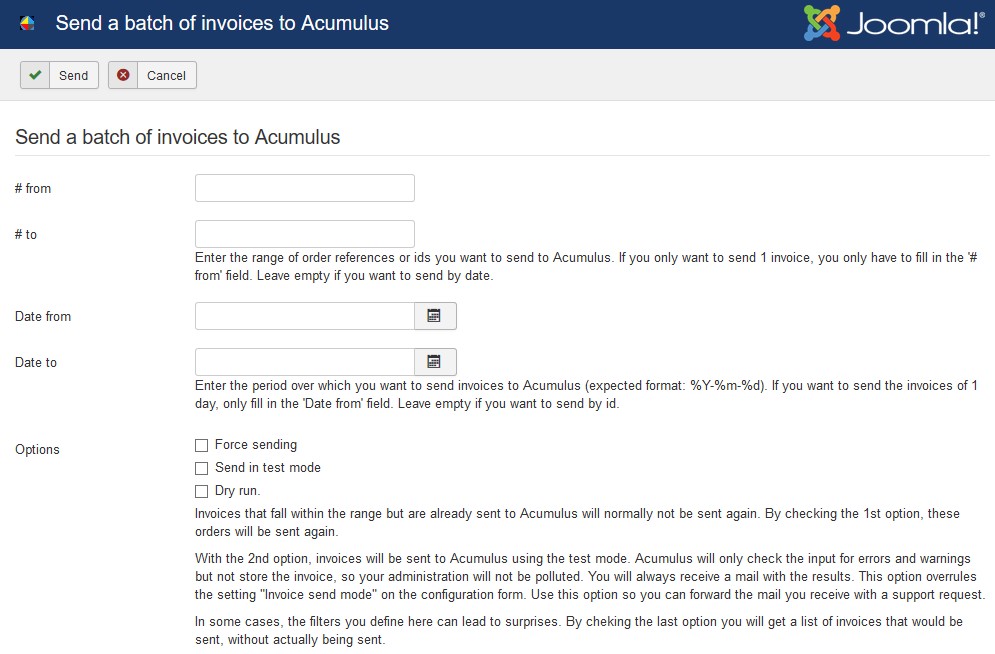 Send a batch of invoices to Acumulus
Joomla!®
Send
Cancel
Send a batch of invoices to Acumulus
# from
# to
Enter the range of order references or ids you want to send to Acumulus. If you only want to send 1 invoice, you only have to fill in the '#
from' field. Leave empty if you want to send by date.
Date from
Date to
Enter the period over which you want to send invoices to Acumulus (expected format: %Y-%m-%d). If you want to send the invoices of 1
day, only fill in the 'Date from' field. Leave empty if you want to send by id.
Options
Force sending
Send in test mode
Dry run.
Invoices that fall within the range but are already sent to Acumulus will normally not be sent again. By checking the 1st option, these
orders will be sent again.
With the 2nd option, invoices will be sent to Acumulus using the test mode. Acumulus will only check the input for errors and warnings
but not store the invoice, so your administration will not be polluted. You will always receive a mail with the results. This option overrules
the setting "Invoice send mode" on the configuration form. Use this option so you can forward the mail you receive with a support request.
In some cases, the filters you define here can lead to surprises. By cheking the last option you will get a list of invoices that would be
sent, without actually being sent.